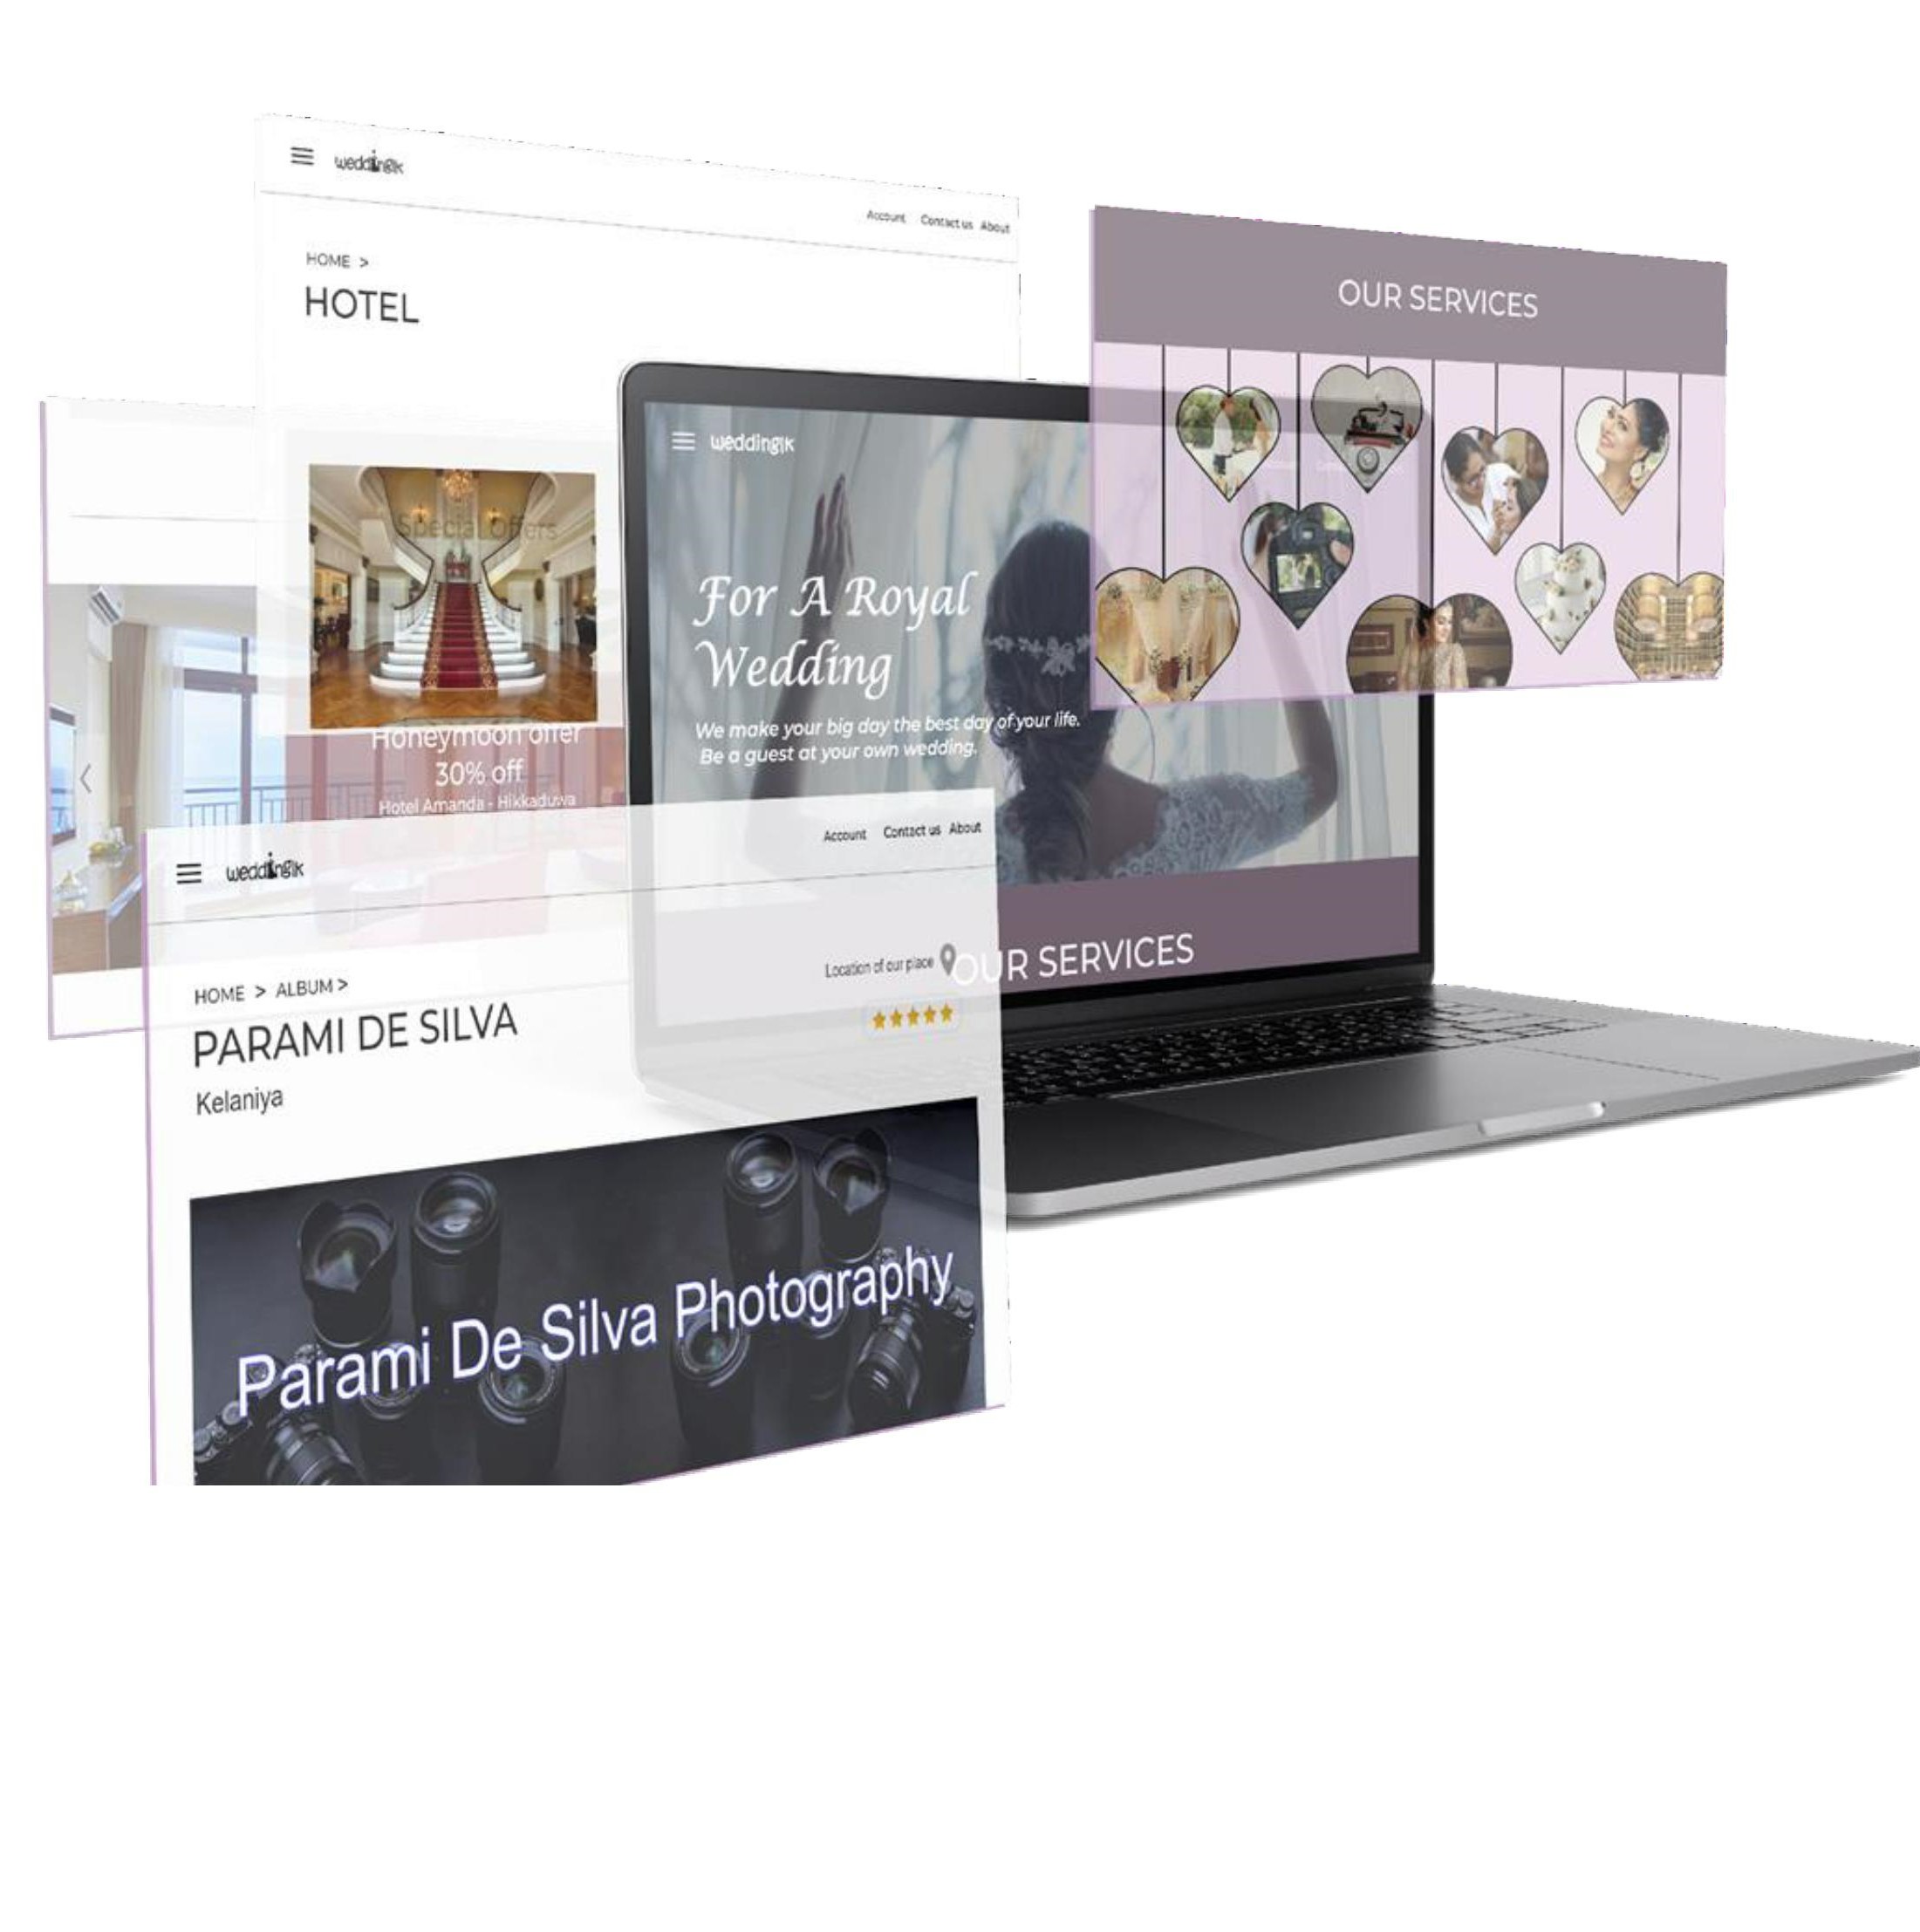 weddinglk
Account Contact us About
HOME >
HOTEL
Special Offers
Honeymoon offer
30% off
Hotel Amanda - Hikkaduwa
weddinglk
For A Royal
Wedding
We make your big day the best day of your life.
Be a guest at your own wedding.
OUR SERVICES
OUR SERVICES
weddinglk
Account Contact us About
Location of our place
HOME > ALBUM >
PARAMI DE SILVA
Kelaniya
Parami De Silva Photography